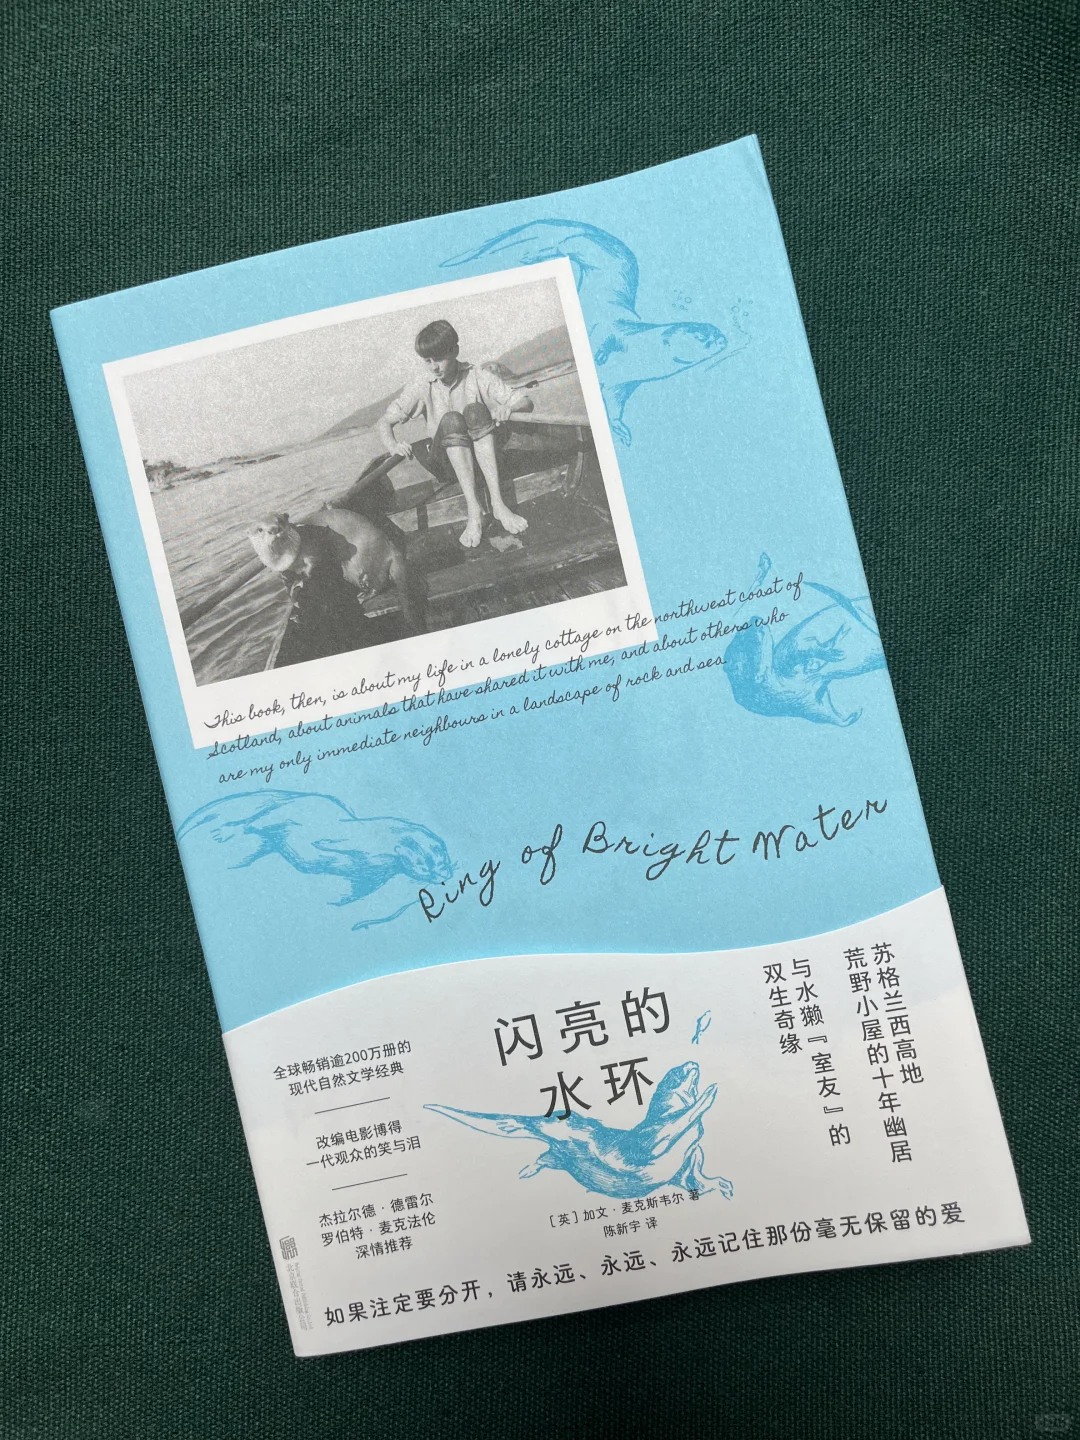 This book, then, is about my life in a lonely cottage on the northwest coast of
Scotland, about animals that have shared it with me, and about others who
are my only immediate neighbours in a landscape of rock and sea.
Ring of Bright Water
闪亮的
水环
苏格兰西高地
荒野小屋的十年幽居
与水獭『室友』的
双生奇缘
全球畅销逾200万册的
现代自然文学经典
改编电影博得
一代观众的笑与泪
杰拉尔德·德雷尔
罗伯特·麦克法伦
深情推荐
[英]加文·麦克斯韦尔 著
陈新宇 译
如果注定要分开，请永远、永远、永远记住那份毫无保留的爱
北京联合出版公司